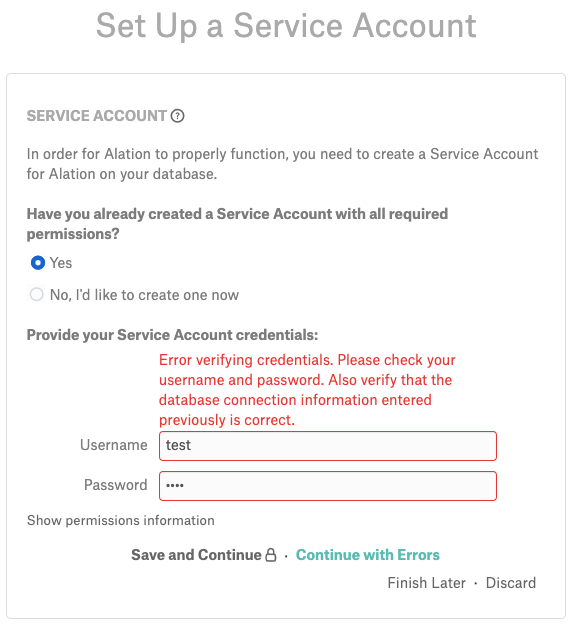 Set Up a Service Account
SERVICE ACCOUNT ?
In order for Alation to properly function, you need to create a Service Account
for Alation on your database.
Have you already created a Service Account with all required
permissions?
Yes
No, I'd like to create one now
Provide your Service Account credentials:
Error verifying credentials. Please check your
username and password. Also verify that the
database connection information entered
previously is correct.
Username test
Password ••••
Show permissions information
Save and Continue · Continue with Errors
Finish Later · Discard